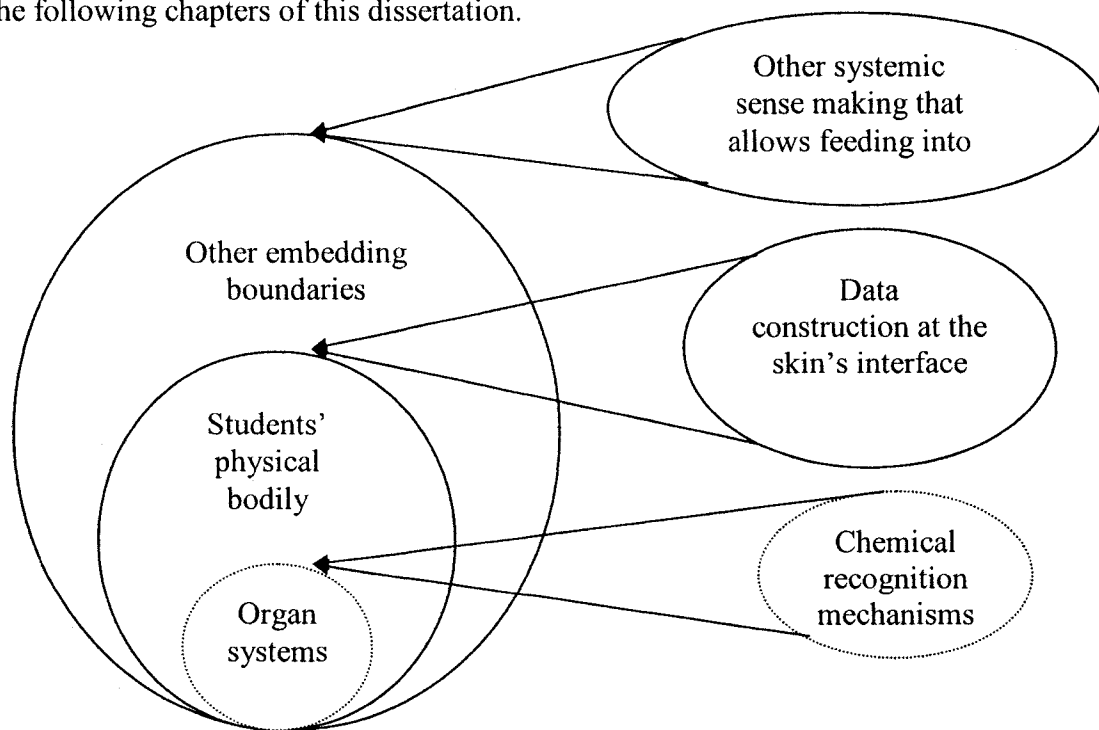 he following chapters of this dissertation.
Other systemic
sense making that
allows feeding into
Other embedding
boundaries
Data
construction at the
skin's interface
Students'
physical
bodily
Chemical
recognition
mechanisms
Organ
systems